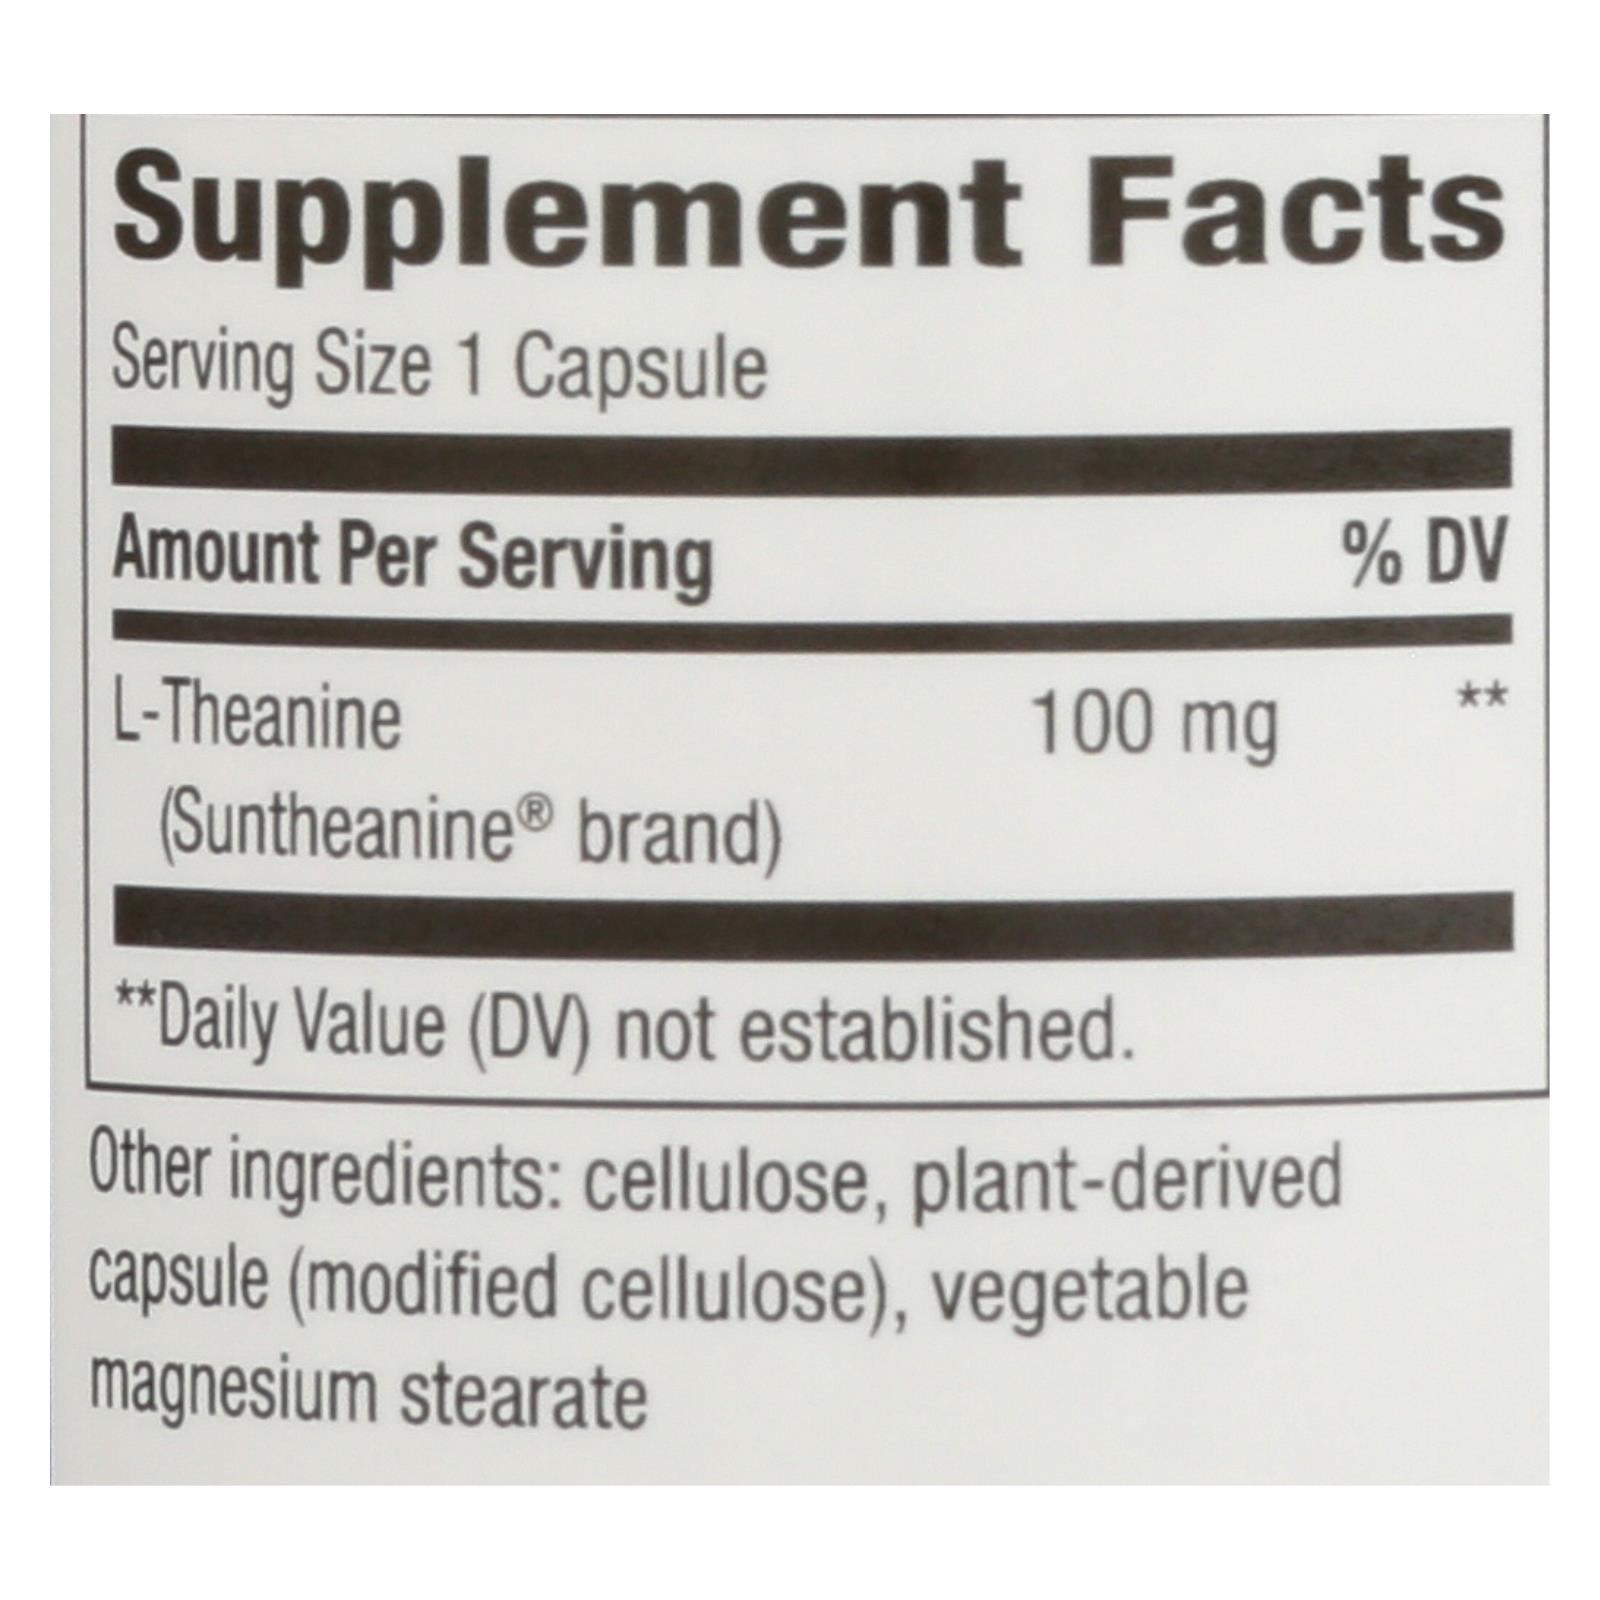 Supplement Facts
Serving Size 1 Capsule
Amount Per Serving % DV
L-Theanine 100 mg **
(Suntheanine® brand)
**Daily Value (DV) not established.
Other ingredients: cellulose, plant-derived
capsule (modified cellulose), vegetable
magnesium stearate